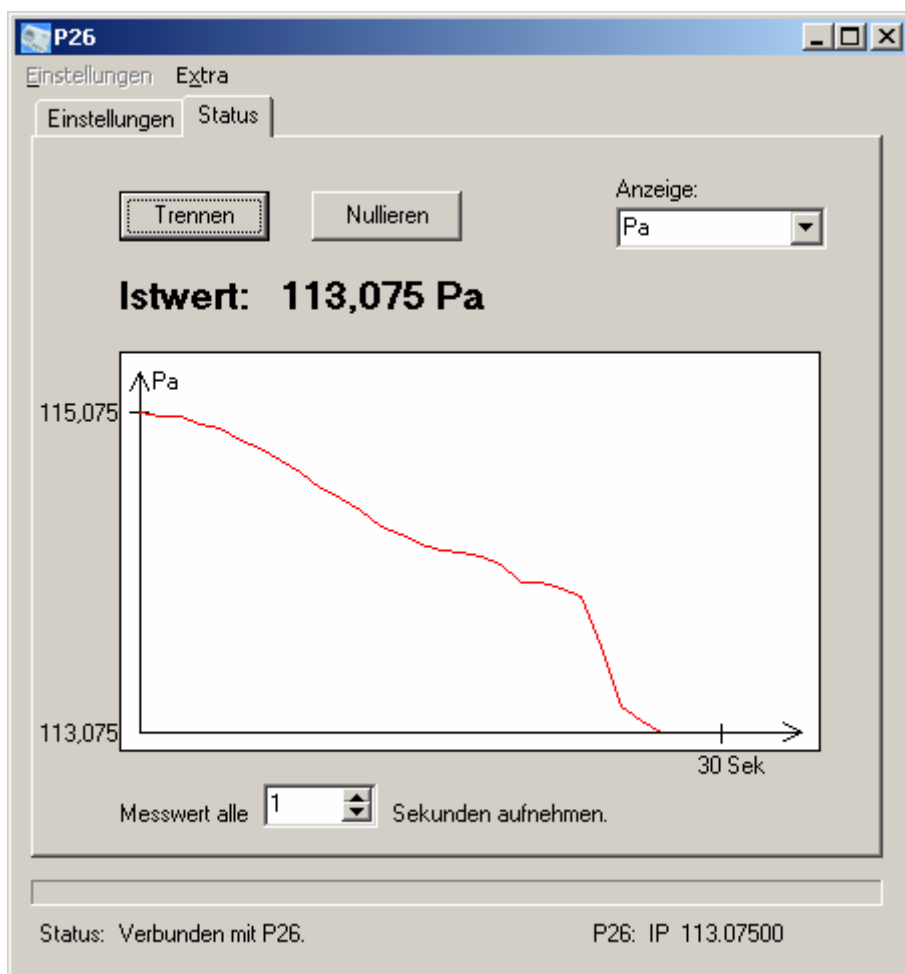 P26
Einstellungen Extra
Einstellungen Status
Trennen Nullieren
Anzeige:
Pa
Istwert: 113,075 Pa
Pa
115,075
113,075
30 Sek
Messwert alle 1 Sekunden aufnehmen.
Status: Verbunden mit P26. P26: IP 113.07500